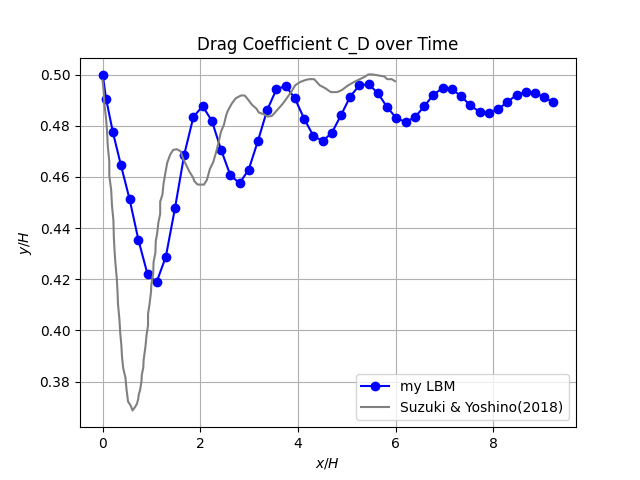 Drag Coefficient C_D over Time
0.50
0.48
0.46
0.44
0.42
0.40
0.38
y/H
my LBM
Suzuki & Yoshino(2018)
0 2 4 6 8
x/H